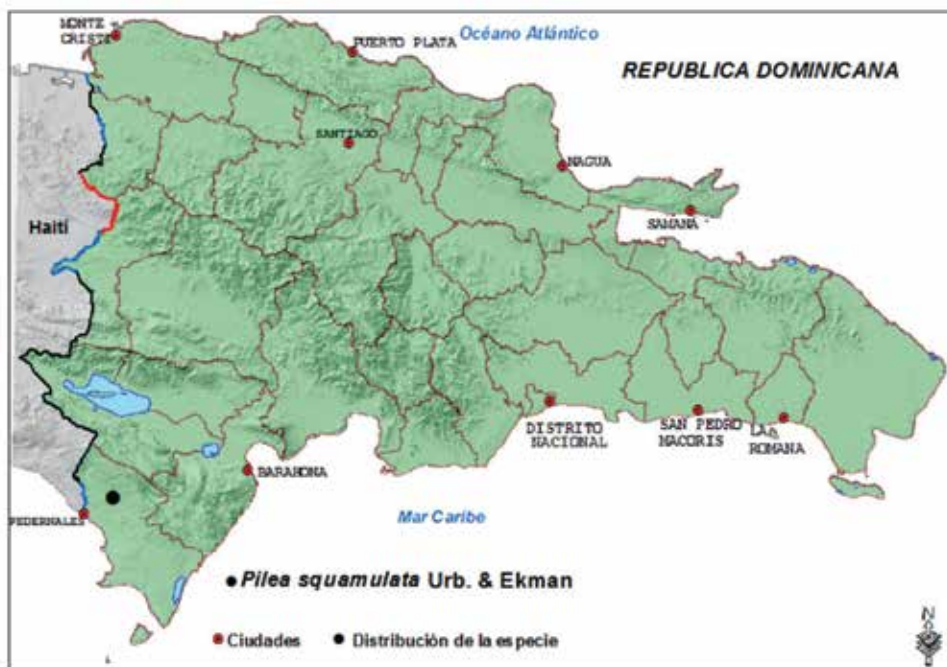 MONTE
CRISTI
Océano Atlántico
PUERTO PLATA
REPUBLICA DOMINICANA
SANTIAGO
NAGUA
SAMANÁ
Haití
DISTRITO
NACIONAL
SAN PEDRO
MACORIS
LA
ROMANA
BARAHONA
PEDERNALES
Mar Caribe
Pilea squamulata Urb. & Ekman
Ciudades
Distribución de la especie
N